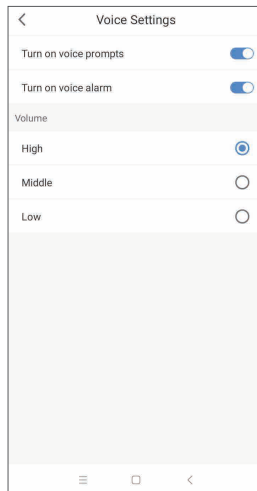 Voice Settings
Turn on voice prompts
Turn on voice alarm
Volume
High
Middle
Low